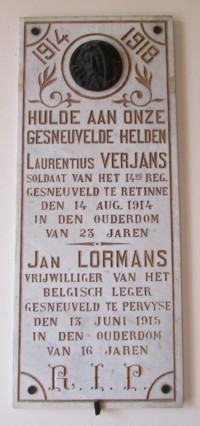 1914 1918
HULDE AAN ONZE
GESNEUVELDE HELDEN
LAURENTIUS VERJANS
SOLDAAT VAN HET 14DE REG.
GESNEUVELD TE RETINNE
DEN 14 AUG. 1914
IN DEN OUDERDOM
VAN 23 JAREN
JAN LORMANS
VRIJWILLIGER VAN HET
BELGISCH LEGER
GESNEUVELD TE PERVYSE
DEN 13 JUNI 1915
IN DEN OUDERDOM
VAN 16 JAREN
R.I.P.